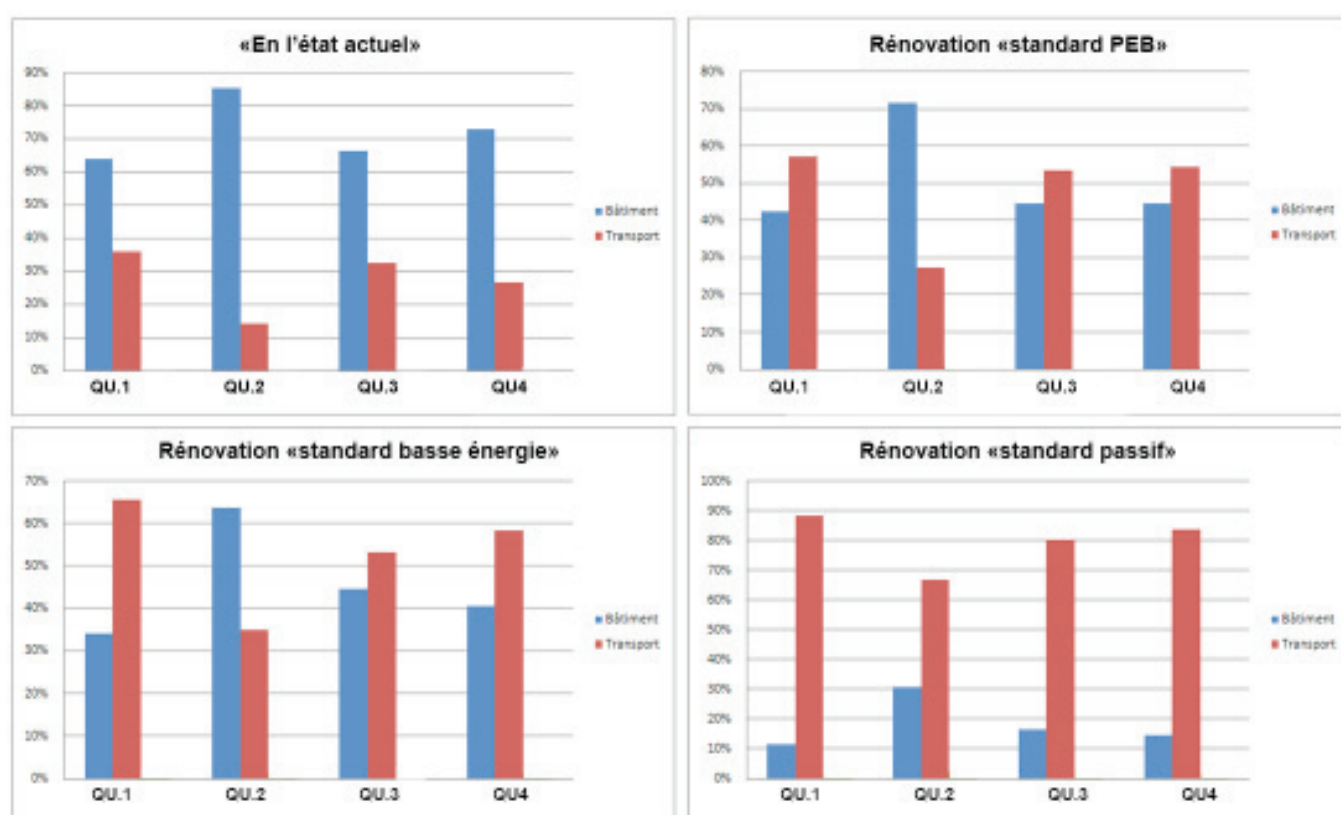 «En l'état actuel»
90%
80%
70%
60%
50%
40%
30%
20%
10%
0%
QU.1 QU.2 QU.3 QU4
Bâtiment
Transport
Rénovation «standard PEB»
80%
70%
60%
50%
40%
30%
20%
10%
0%
QU.1 QU.2 QU.3 QU4
Bâtiment
Transport
Rénovation «standard basse énergie»
70%
60%
50%
40%
30%
20%
10%
0%
QU.1 QU.2 QU.3 QU4
Bâtiment
Transport
Rénovation «standard passif»
100%
90%
80%
70%
60%
50%
40%
30%
20%
10%
0%
QU.1 QU.2 QU.3 QU4
Bâtiment
Transport